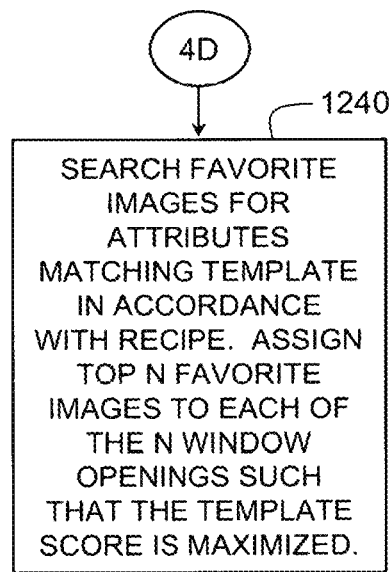 4D
1240
SEARCH FAVORITE
IMAGES FOR
ATTRIBUTES
MATCHING TEMPLATE
IN ACCORDANCE
WITH RECIPE. ASSIGN
TOP N FAVORITE
IMAGES TO EACH OF
THE N WINDOW
OPENINGS SUCH
THAT THE TEMPLATE
SCORE IS MAXIMIZED.